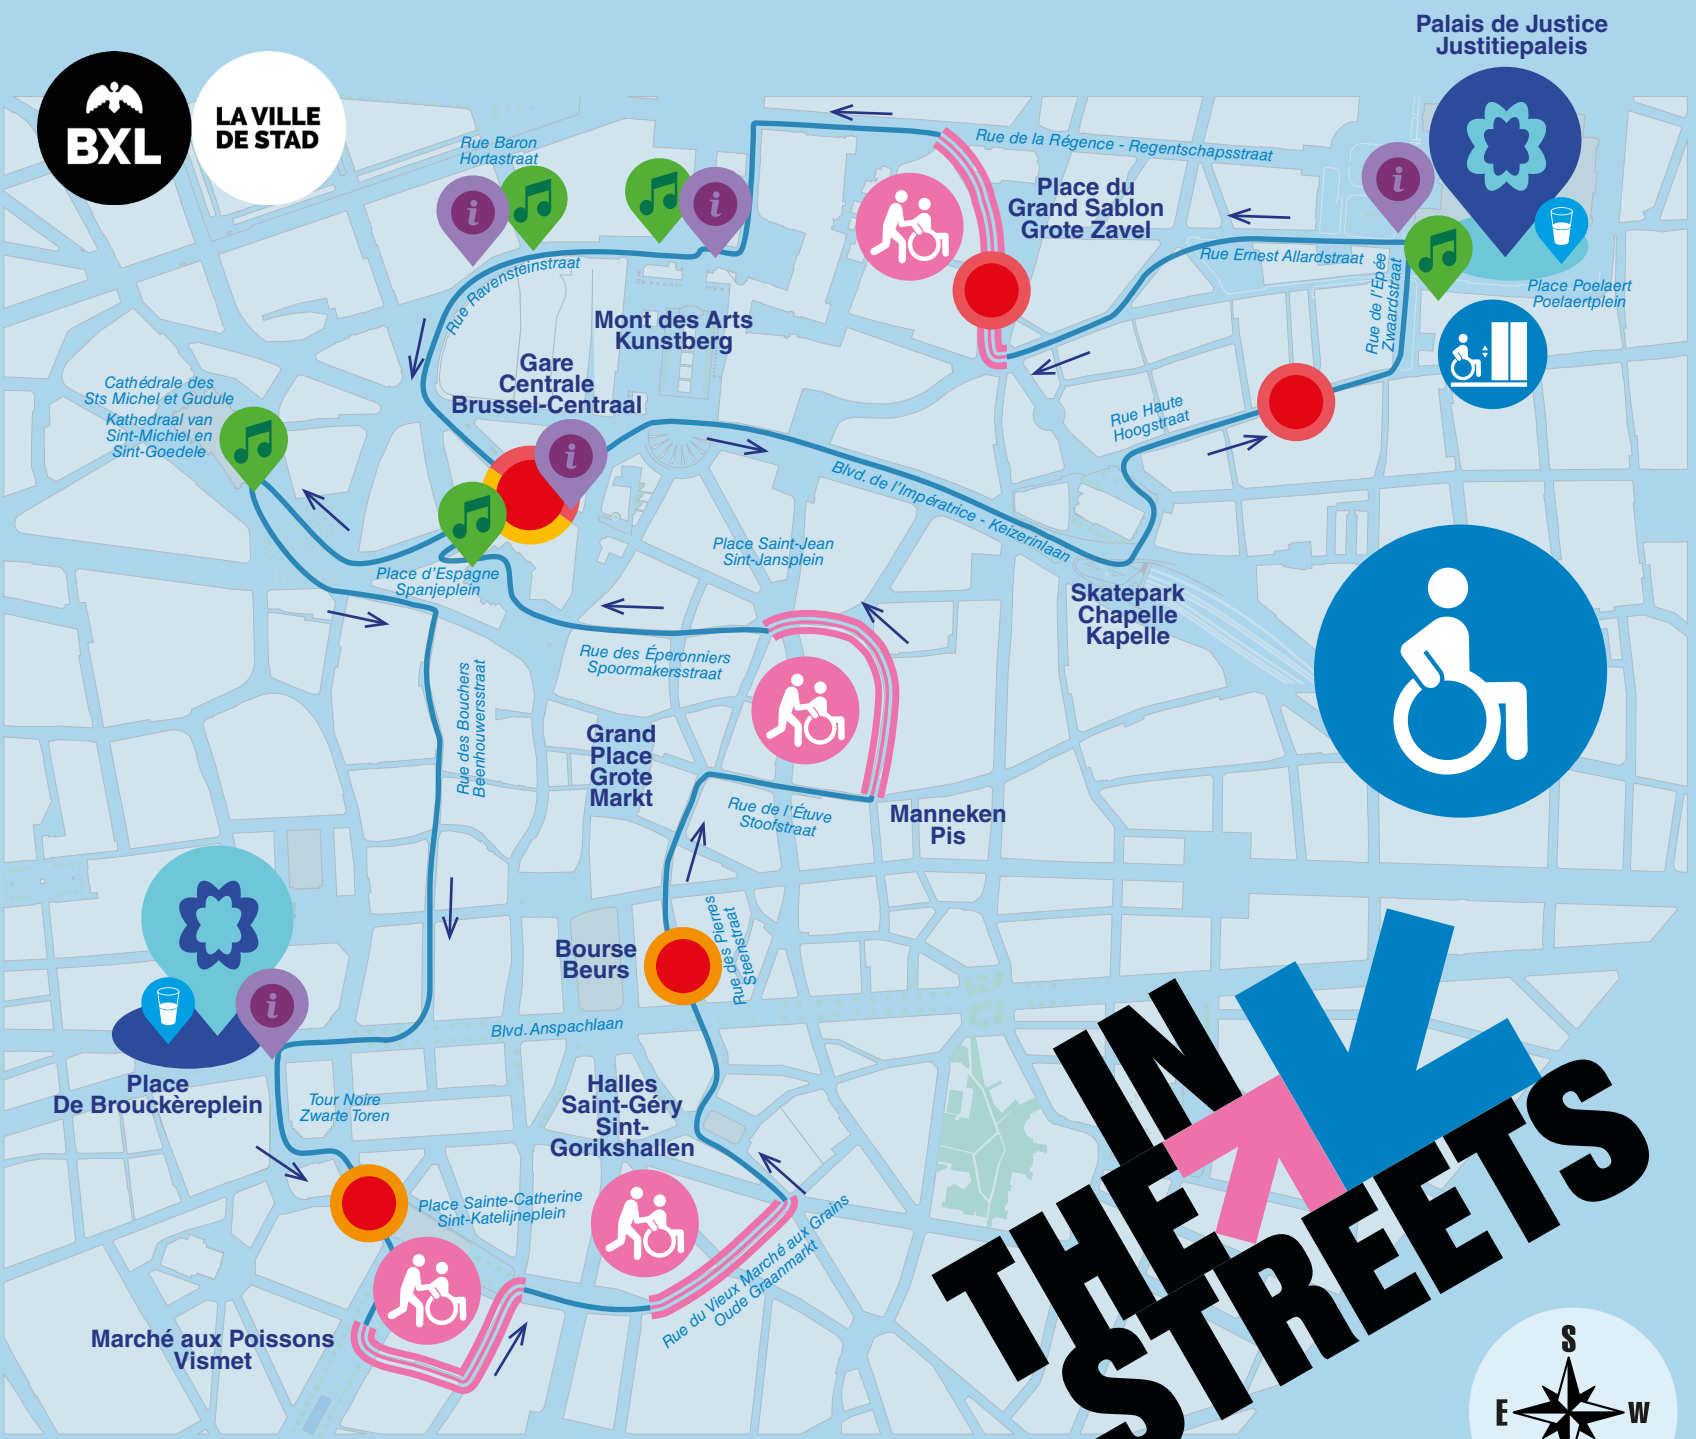 Palais de Justice
Justitiepaleis
BXL
LA VILLE
DE STAD
Rue Baron
Hortastraat
i
i
Rue de la Régence - Regentschapsstraat
Place du
Grand Sablon
Grote Zavel
i
Rue Ernest Allardstraat
Rue de l'Epée
Zwaardstraat
Place Poelaert
Poelaertplein
Rue Ravensteinstraat
Mont des Arts
Kunstberg
Gare
Centrale
Brussel-Centraal
i
Cathédrale des
Sts Michel et Gudule
Kathedraal van
Sint-Michiel en
Sint-Goedele
Rue Haute
Hoogstraat
Blvd. de l'Impératrice - Keizerinlaan
Place Saint-Jean
Sint-Jansplein
Place d'Espagne
Spanjeplein
Skatepark
Chapelle
Kapelle
Rue des Éperonniers
Spoormakersstraat
Rue des Bouchers
Beenhouwersstraat
Grand
Place
Grote
Markt
Rue de l'Étuve
Stoofstraat
Manneken
Pis
Bourse
Beurs
Rue des Pierres
Steenstraat
i
Blvd. Anspachlaan
Place
De Brouckèreplein
Tour Noire
Zwarte Toren
Halles
Saint-Géry
Sint-
Gorikshallen
Place Sainte-Catherine
Sint-Katelijneplein
Rue du Vieux Marché aux Grains
Oude Graanmarkt
Marché aux Poissons
Vismet
IN
THE
STREETS
S
E
W